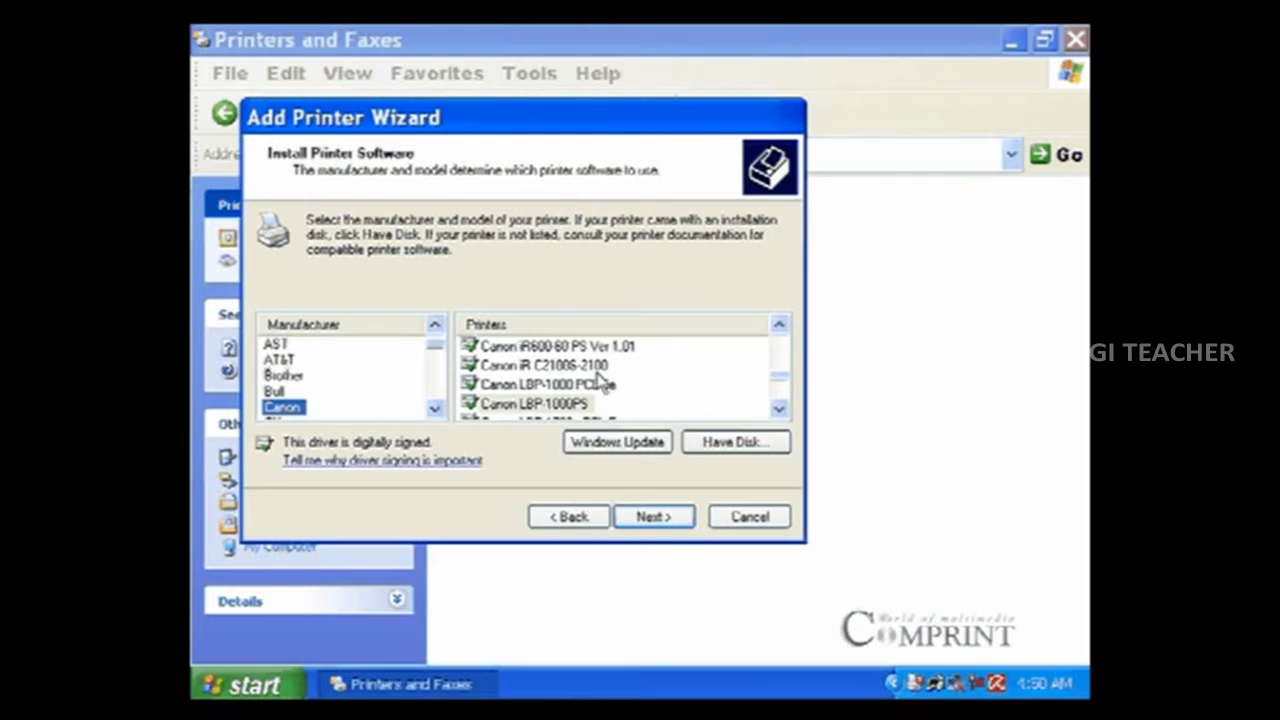 Printers and Faxes
File Edit View Favorites Tools Help
Add Printer Wizard
Addre
Go
Install Printer Software
The manufacturer and model determine which printer software to use.
Select the manufacturer and model of your printer. If your printer came with an installation
disk, click Have Disk. If your printer is not listed, consult your printer documentation for
compatible printer software.
Manufacturer
AST
AT&T
Brother
Bull
Canon
Printers
Canon iR600-60 PS Ver 1.01
Canon iR C2100S-2100
Canon LBP-1000
Canon LBP-1000PS
GI TEACHER
Prin
See
Oth
This driver is digitally signed.
Tell me why driver signing is important
Windows Update
Have Disk...
< Back
Next >
Cancel
My Computer
Details
World of multimedia
COMPRINT
start
Printers and Faxes
4:50 AM